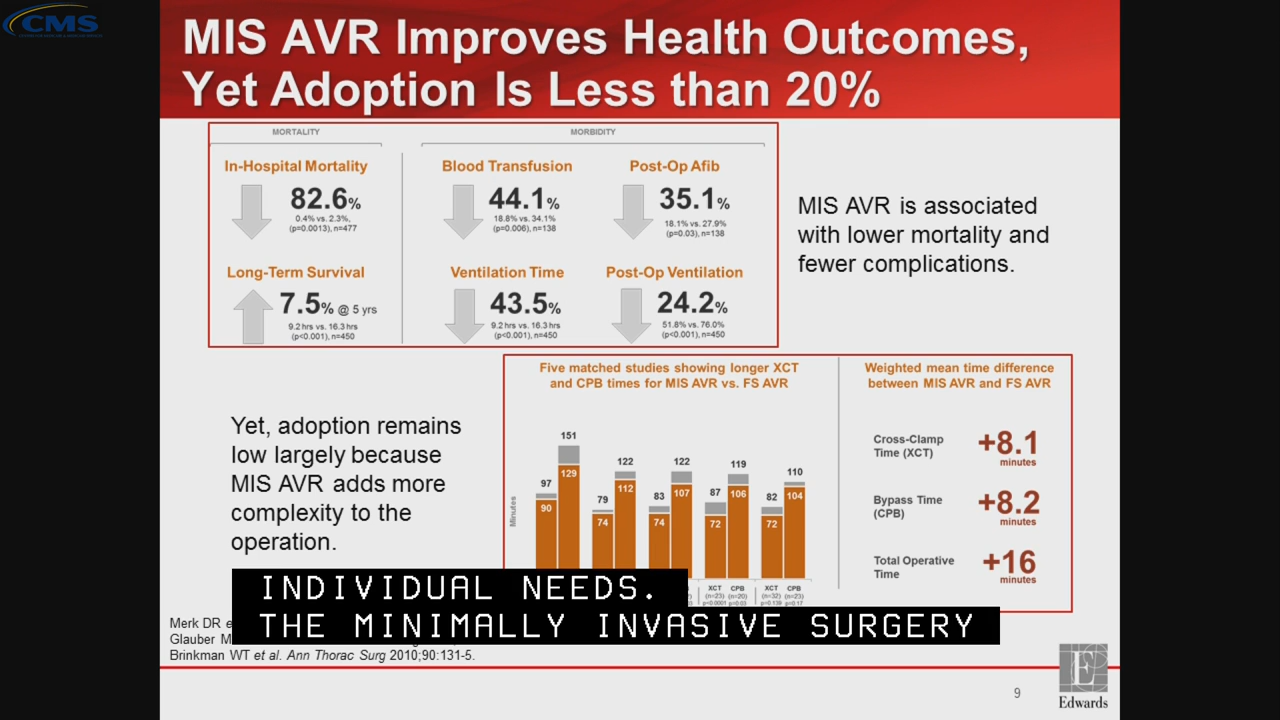 CMS
MIS AVR Improves Health Outcomes,
Yet Adoption Is Less than 20%
MORTALITY
MORBIDITY
In-Hospital Mortality
82.6%
0.4% vs. 2.3%,
(p=0.0013), n=477
Blood Transfusion
44.1%
18.8% vs. 34.1%
(p=0.006), n=138
Post-Op Afib
35.1%
18.1% vs. 27.9%
(p=0.03), n=138
Long-Term Survival
7.5% @ 5 yrs
9.2 hrs vs. 16.3 hrs
(p<0.001), n=450
Ventilation Time
43.5%
9.2 hrs vs. 16.3 hrs
(p<0.001), n=450
Post-Op Ventilation
24.2%
51.8% vs. 76.0%
(p<0.001), n=450
MIS AVR is associated
with lower mortality and
fewer complications.
Yet, adoption remains
low largely because
MIS AVR adds more
complexity to the
operation.
Five matched studies showing longer XCT
and CPB times for MIS AVR vs. FS AVR
Minutes
97 151 79 122 83 122 87 119 82 110
90 129 74 112 74 107 72 106 72 104
XCT CPB XCT CPB
(n=23) (n=20) (n=32) (n=23)
p<0.0001 p=0.03 p=0.139 p=0.17
Weighted mean time difference
between MIS AVR and FS AVR
Cross-Clamp
Time (XCT)
+8.1
minutes
Bypass Time
(CPB)
+8.2
minutes
Total Operative
Time
+16
minutes
INDIVIDUAL NEEDS.
THE MINIMALLY INVASIVE SURGERY
Merk DR
Glauber M
Brinkman WT et al. Ann Thorac Surg 2010;90:131-5.
9
E
Edwards